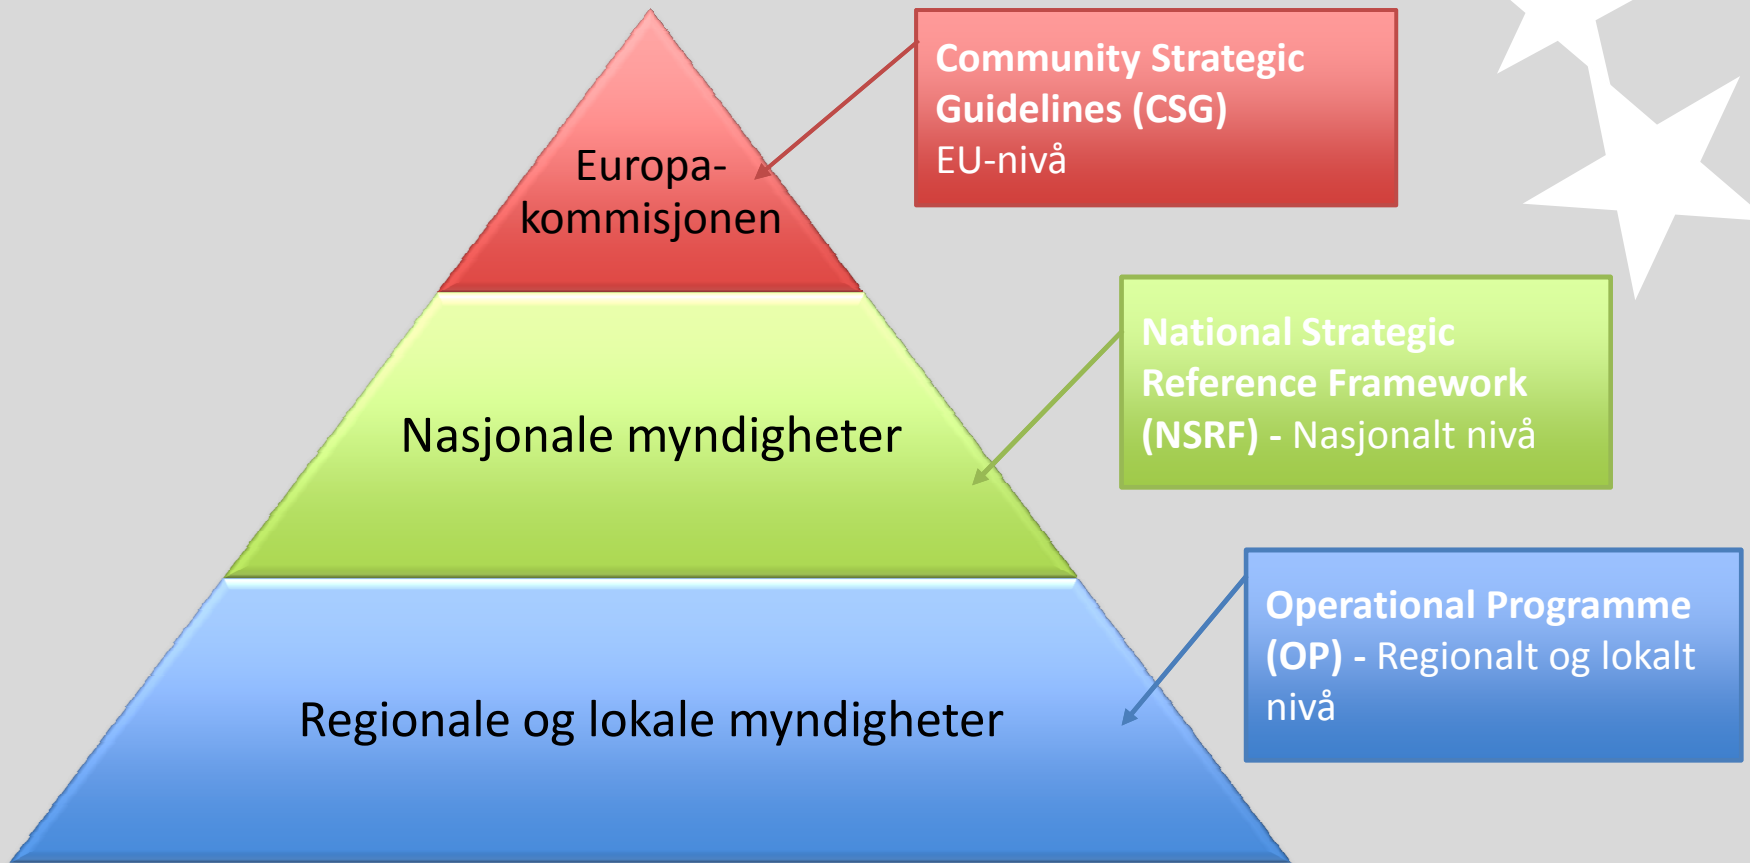 Community Strategic
Guidelines (CSG)
EU-nivå
Europa-
kommisjonen
National Strategic
Reference Framework
(NSRF) - Nasjonalt nivå
Nasjonale myndigheter
Operational Programme
(OP) - Regionalt og lokalt
nivå
Regionale og lokale myndigheter